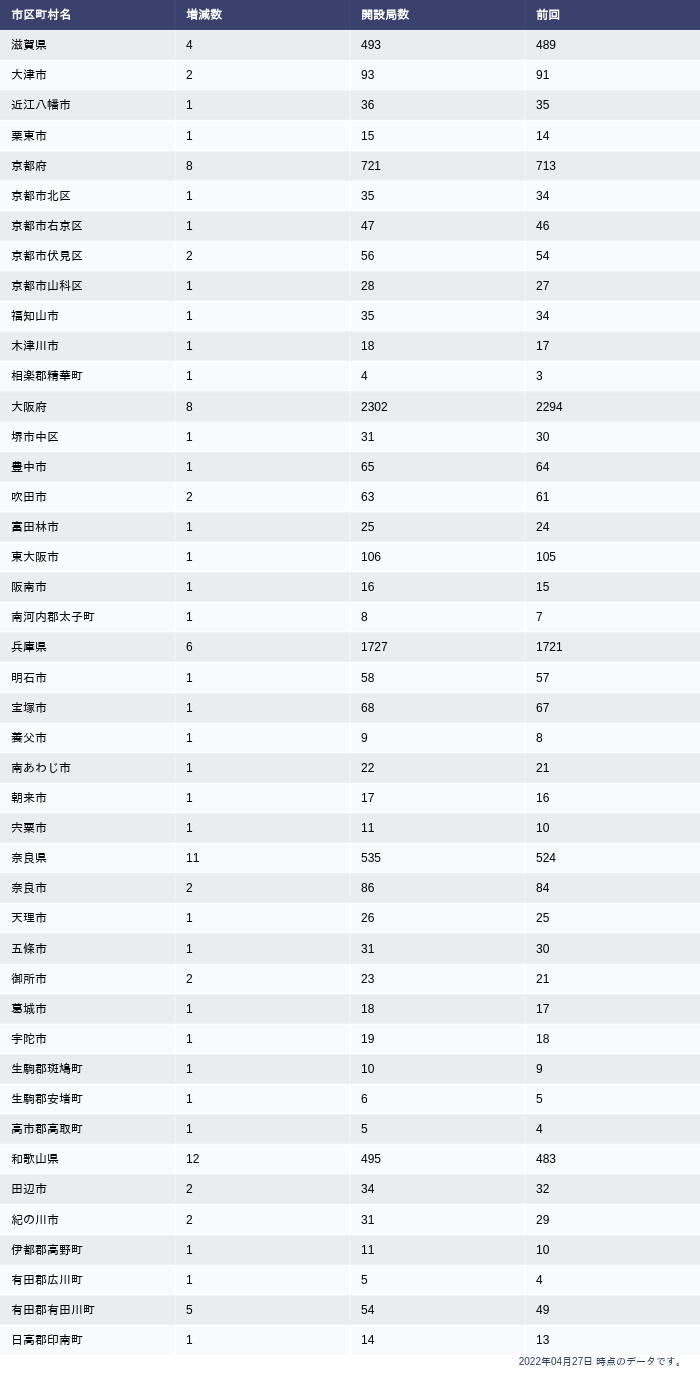 市区町村名 増減数 開設局数 前回
滋賀県 4 493 489
大津市 2 93 91
近江八幡市 1 36 35
栗東市 1 15 14
京都府 8 721 713
京都市北区 1 35 34
京都市右京区 1 47 46
京都市伏見区 2 56 54
京都市山科区 1 28 27
福知山市 1 35 34
木津川市 1 18 17
相楽郡精華町 1 4 3
大阪府 8 2302 2294
堺市中区 1 31 30
豊中市 1 65 64
吹田市 2 63 61
富田林市 1 25 24
東大阪市 1 106 105
阪南市 1 16 15
南河内郡太子町 1 8 7
兵庫県 6 1727 1721
明石市 1 58 57
宝塚市 1 68 67
養父市 1 9 8
南あわじ市 1 22 21
朝来市 1 17 16
宍粟市 1 11 10
奈良県 11 535 524
奈良市 2 86 84
天理市 1 26 25
五條市 1 31 30
御所市 2 23 21
葛城市 1 18 17
宇陀市 1 19 18
生駒郡斑鳩町 1 10 9
生駒郡安堵町 1 6 5
高市郡高取町 1 5 4
和歌山県 12 495 483
田辺市 2 34 32
紀の川市 2 31 29
伊都郡高野町 1 11 10
有田郡広川町 1 5 4
有田郡有田川町 5 54 49
日高郡印南町 1 14 13
2022年04月27日 時点のデータです。